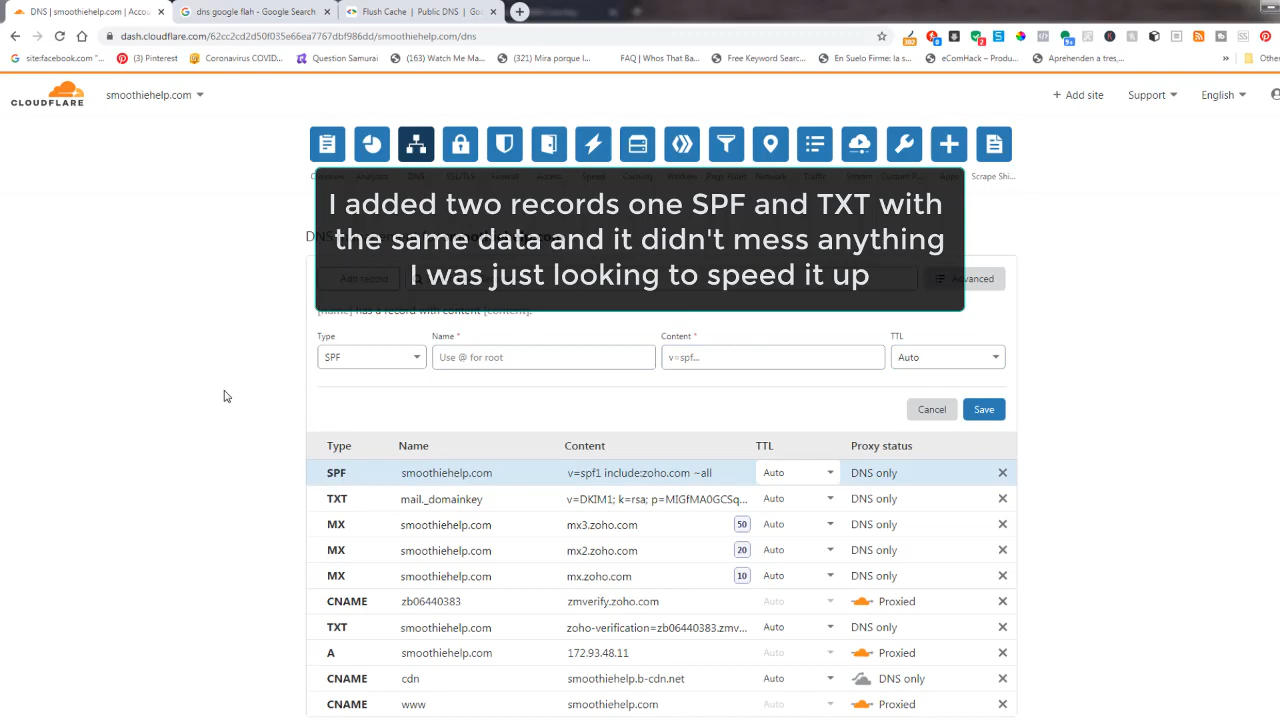 DNS | smoothiehelp.com | Accou
dns google flah - Google Search
Flush Cache | Public DNS | Go
dash.cloudflare.com/62cc2cd2d50f035e66ea7767dbf986dd/smoothiehelp.com/dns
site:facebook.com "...
Pinterest
Coronavirus COVID...
Question Samurai
(163) Watch Me Ma...
(321) Mira porque l...
FAQ | Whos That Ba...
Free Keyword Searc...
En Suelo Firme: la s...
eComHack – Produ...
Aprehenden a tres,...
Other
CLOUDFLARE
smoothiehelp.com
Add site
Support
English
Scrape Shi...
I added two records one SPF and TXT with
the same data and it didn't mess anything
I was just looking to speed it up
Add record
Advanced
[name] has a record with content [content].
Type
Name *
Content *
TTL
SPF
Use @ for root
v=spf...
Auto
Cancel
Save
Type Name Content TTL Proxy status
SPF smoothiehelp.com v=spf1 include:zoho.com ~all Auto DNS only
TXT mail._domainkey v=DKIM1; k=rsa; p=MIGfMA0GCSq... Auto DNS only
MX smoothiehelp.com mx3.zoho.com 50 Auto DNS only
MX smoothiehelp.com mx2.zoho.com 20 Auto DNS only
MX smoothiehelp.com mx.zoho.com 10 Auto DNS only
CNAME zb06440383 zmverify.zoho.com Auto Proxied
TXT smoothiehelp.com zoho-verification=zb06440383.zmv... Auto DNS only
A smoothiehelp.com 172.93.48.11 Auto Proxied
CNAME cdn smoothiehelp.b-cdn.net Auto DNS only
CNAME www smoothiehelp.com Auto Proxied